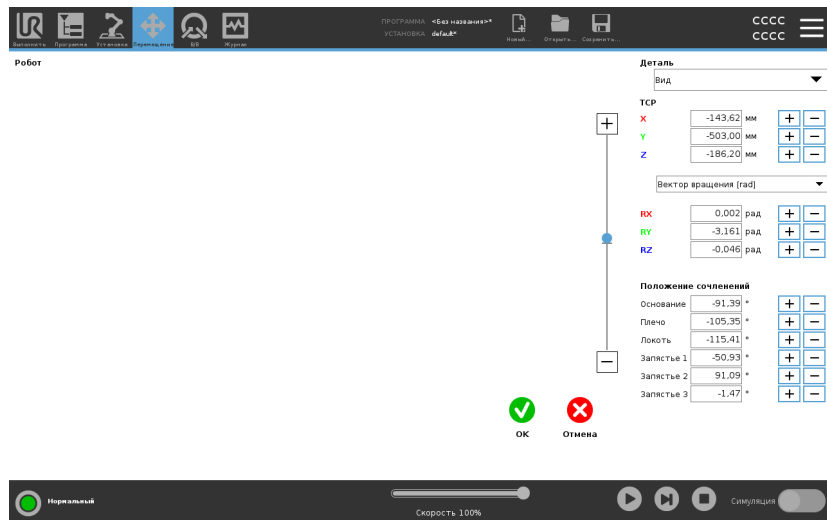 ПРОГРАММА <Без названия>*
УСТАНОВКА default*
CCCC
CCCC
Выполнить Программа Установка Перемещение В/В Журнал
Новый... Открыть... Сохранить...
Робот
Деталь
Вид
TCP
X -143,62 мм
Y -503,00 мм
Z -186,20 мм
Вектор вращения (rad)
RX 0,002 рад
RY -3,161 рад
RZ -0,046 рад
Положение сочленений
Основание -91,39 °
Плечо -105,35 °
Локоть -115,41 °
Запястье 1 -50,93 °
Запястье 2 91,09 °
Запястье 3 -1,47 °
OK Отмена
Нормальный
Скорость 100%
Симуляция